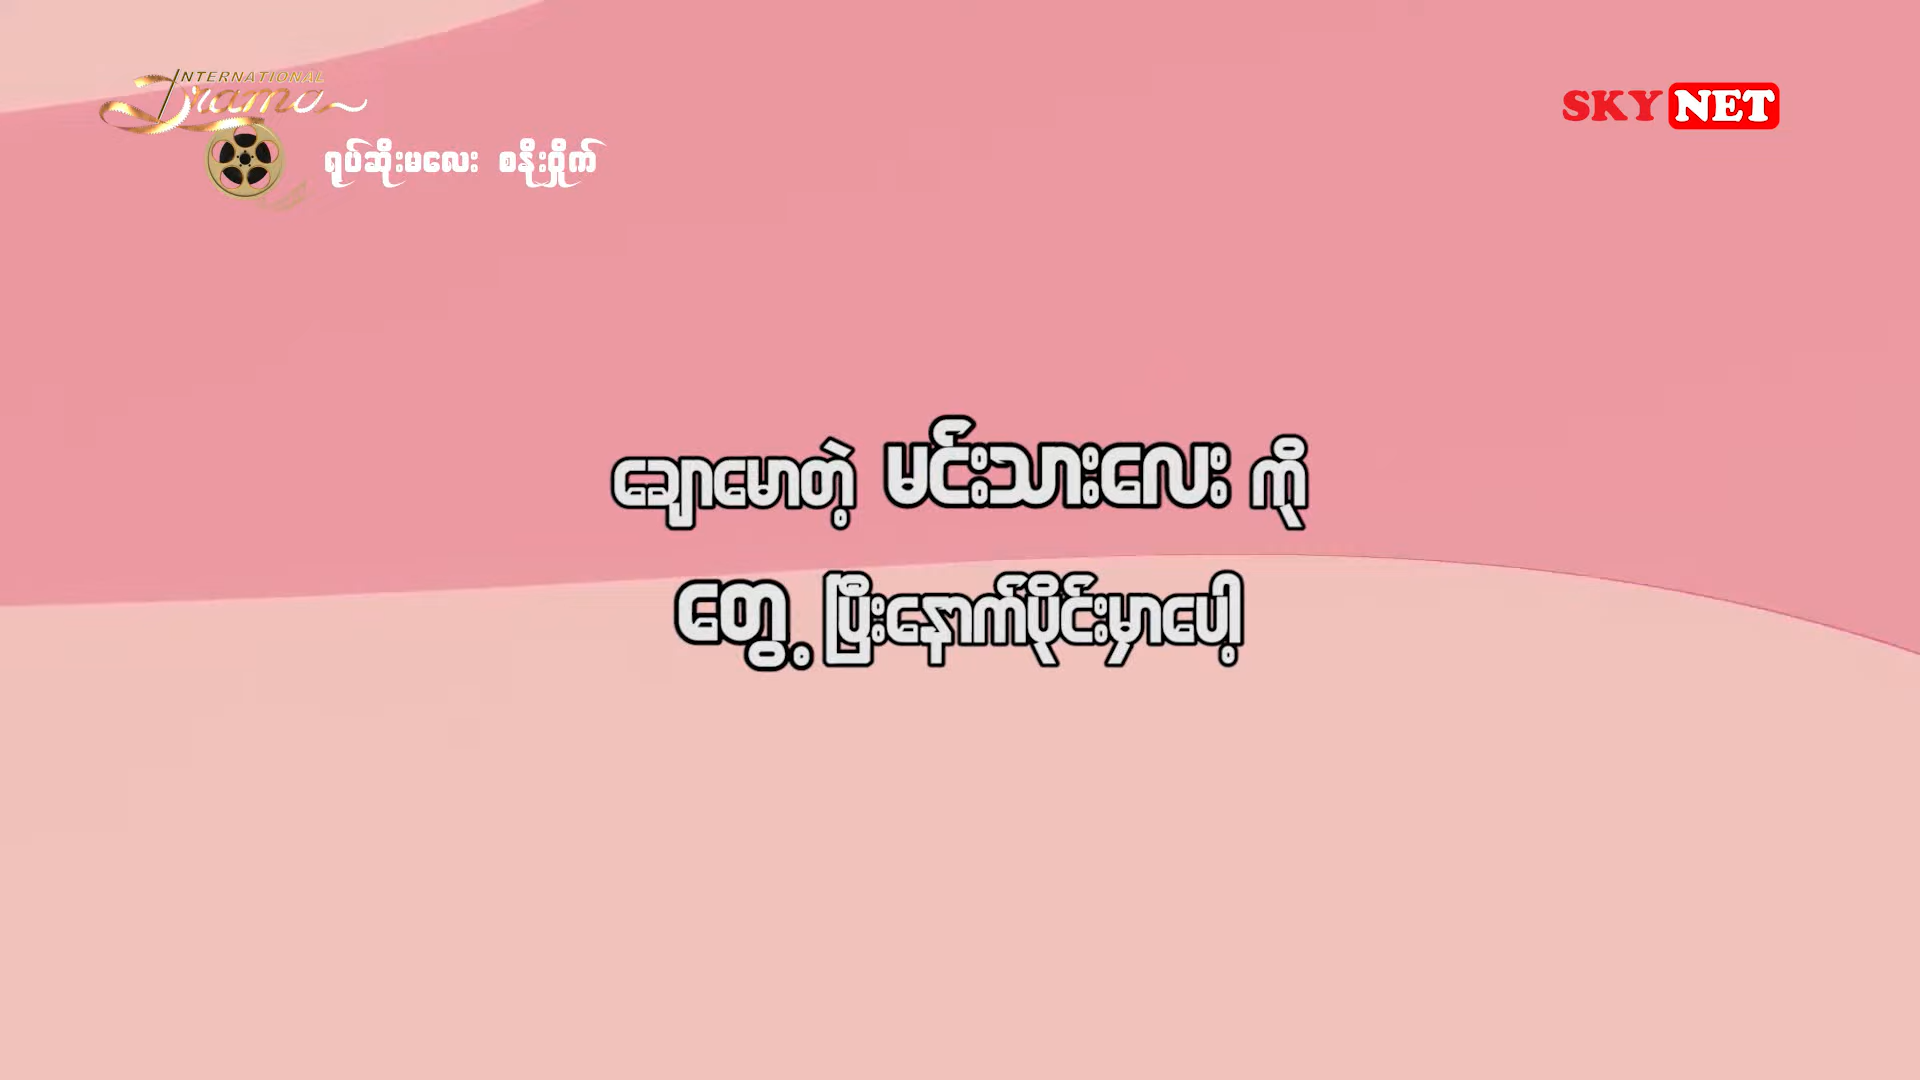 INTERNATIONAL
Drama
SKY NET
ရုပ်ဆိုးမလေး စနိုးဝှိုက်
ချောမောတဲ့ မင်းသားလေး ကို
တွေ့ ပြီးနောက်ပိုင်းမှာပေါ့